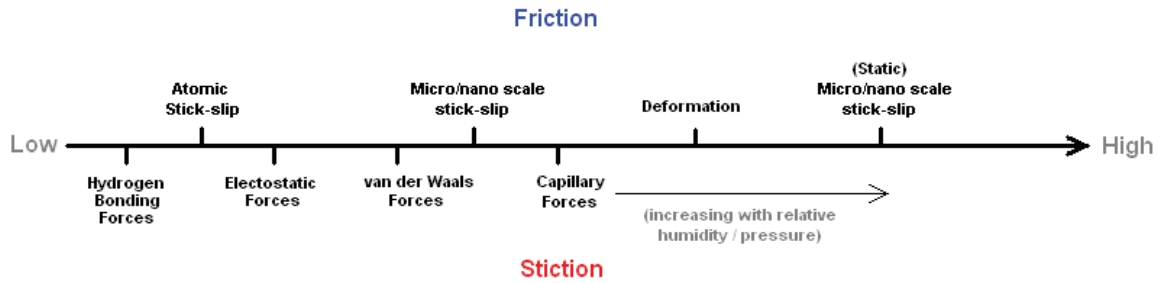 Friction
Atomic
Stick-slip
Micro/nano scale
stick-slip
Deformation
(Static)
Micro/nano scale
stick-slip
Low
High
Hydrogen
Bonding
Forces
Electostatic
Forces
van der Waals
Forces
Capillary
Forces
(increasing with relative
humidity / pressure)
Stiction